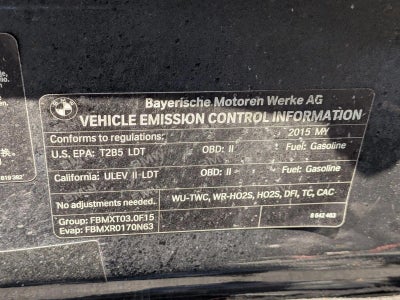 BMW
Bayerische Motoren Werke AG
VEHICLE EMISSION CONTROL INFORMATION
Conforms to regulations: 2015 MY
U.S. EPA: T2B5 LDT OBD: II Fuel: Gasoline
California: ULEV II-LDT OBD: II Fuel: Gasoline
No adjustments needed. WU-TWC, WR-HO2S, HO2S, DFI, TC, CAC
Group: FBMXT03.0F15
Evap: FBMXR0170N63